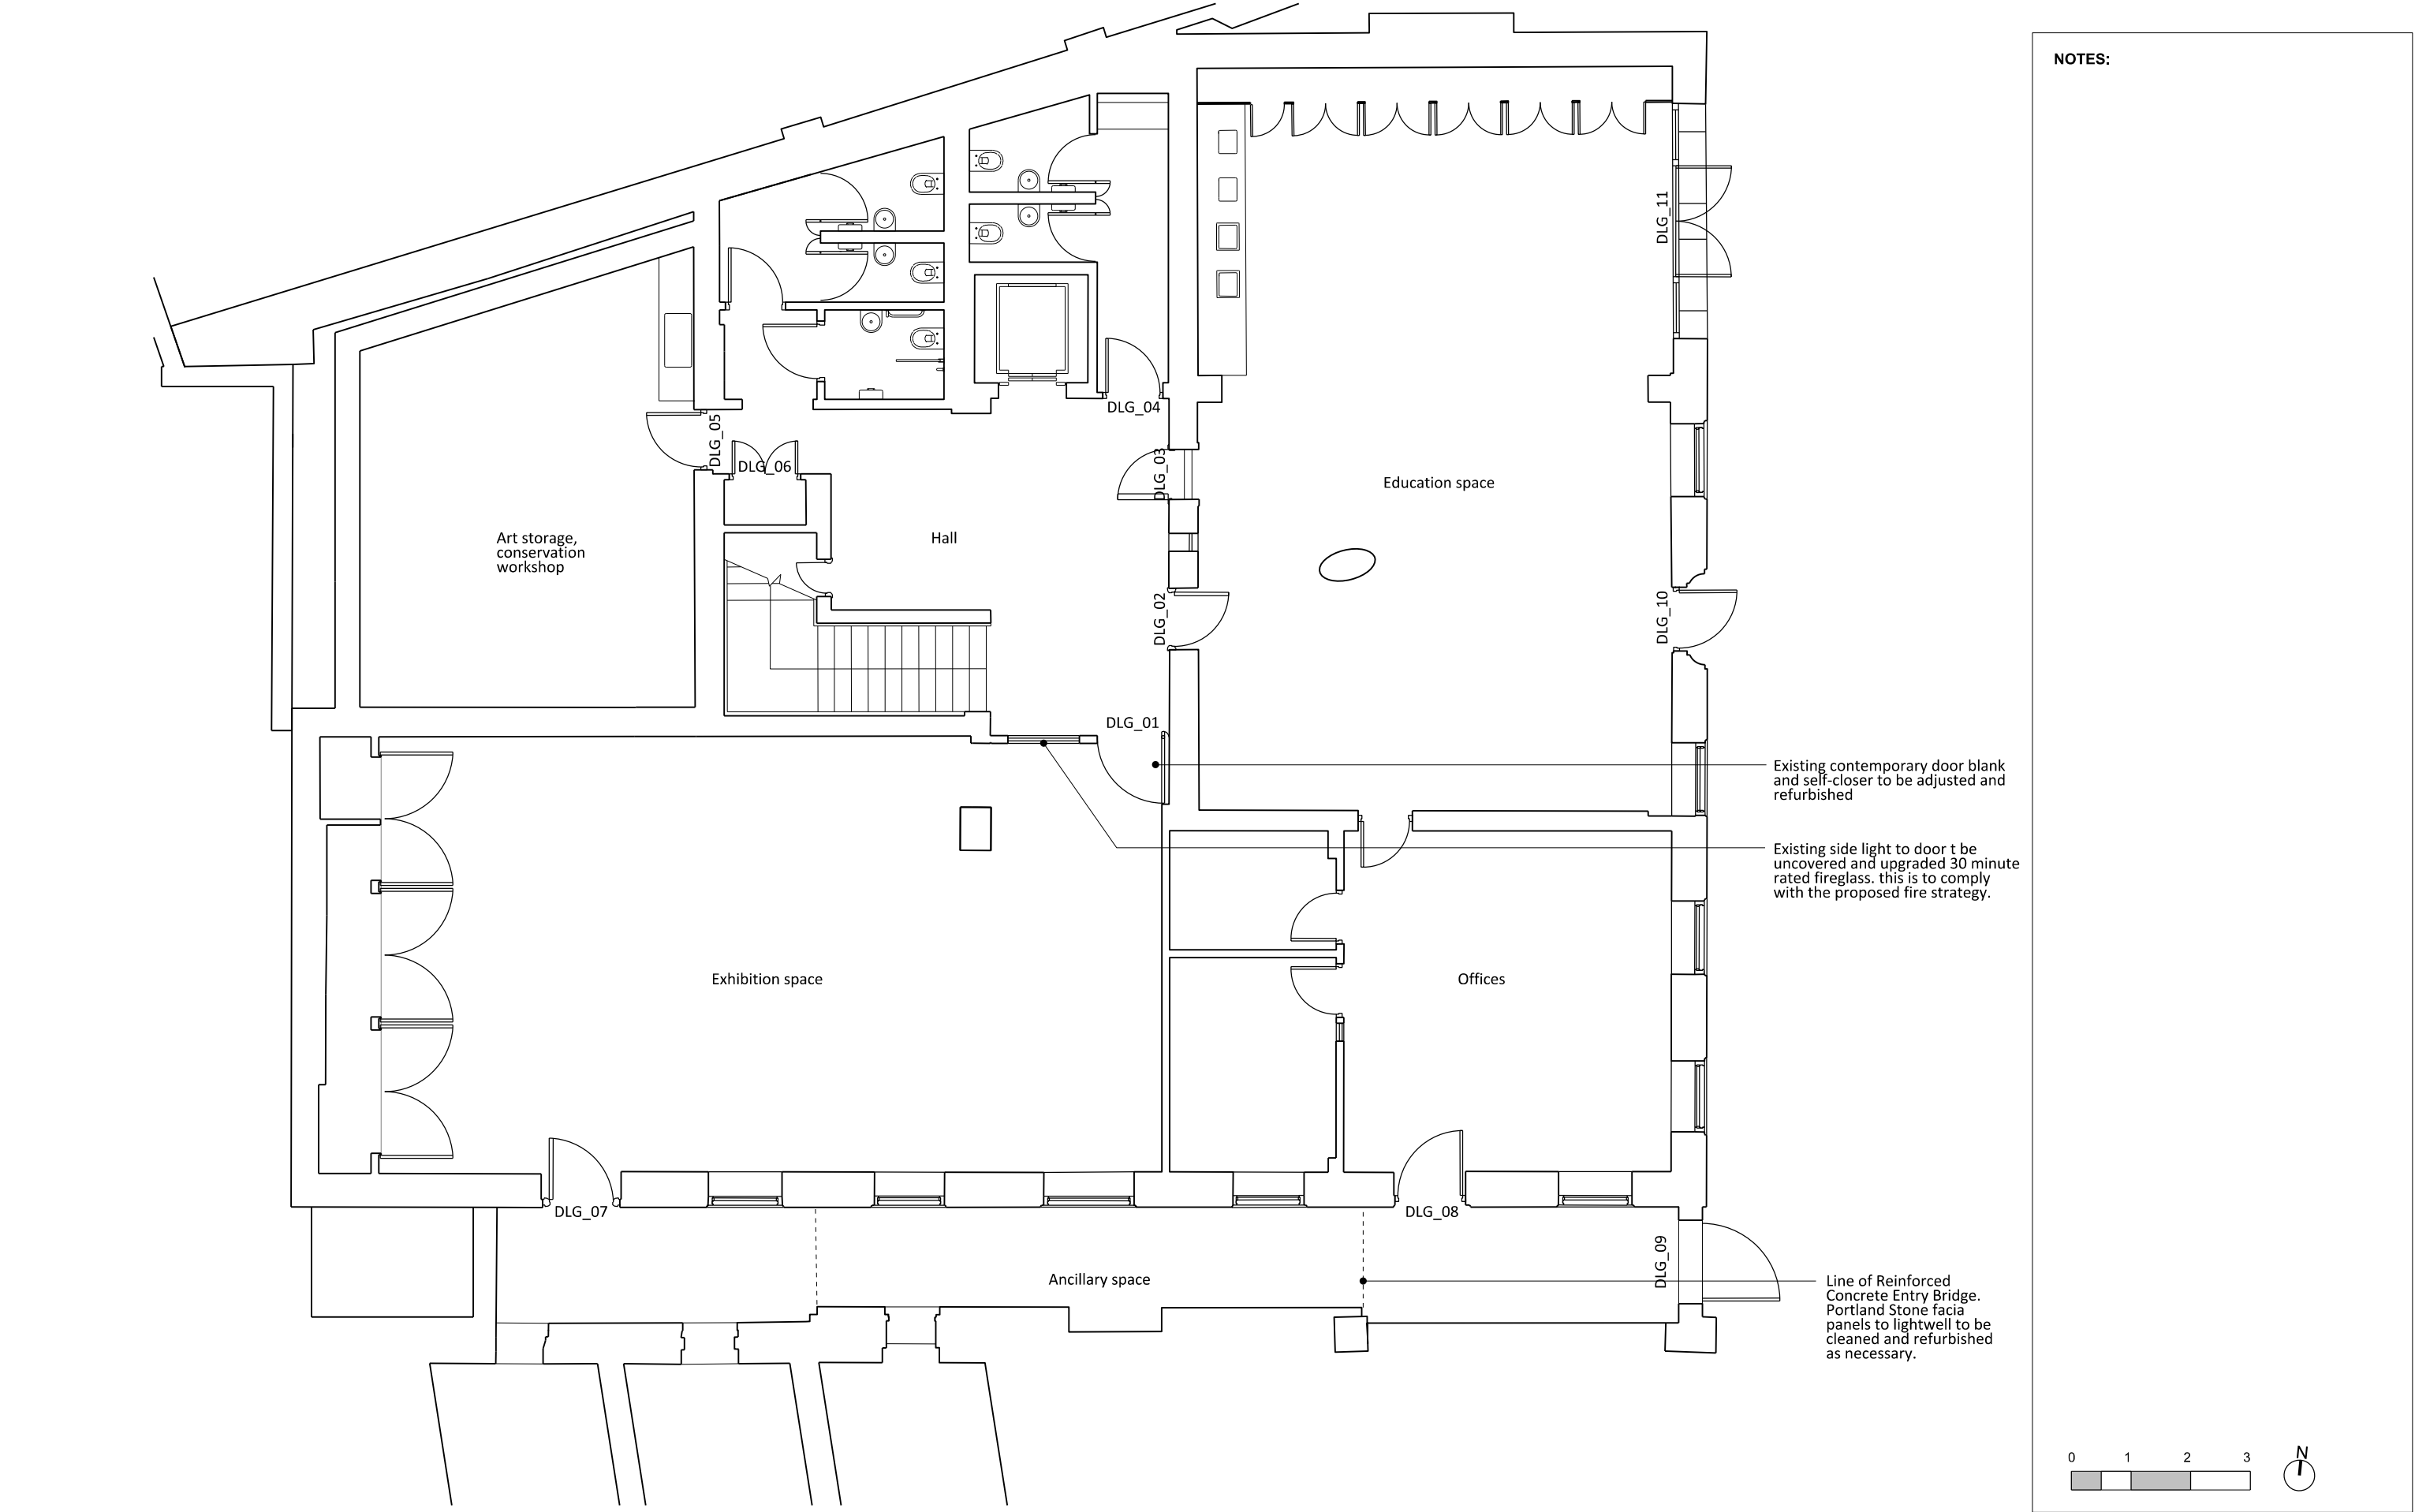 NOTES:
DLG_11
DLG_04
DLG_05
DLG_06
DLG_03
Education space
Art storage,
conservation
workshop
Hall
DLG_02
DLG_10
DLG_01
Existing contemporary door blank
and self-closer to be adjusted and
refurbished
Existing side light to door t be
uncovered and upgraded 30 minute
rated fireglass. this is to comply
with the proposed fire strategy.
Exhibition space
Offices
DLG_07
DLG_08
DLG_09
Ancillary space
Line of Reinforced
Concrete Entry Bridge.
Portland Stone facia
panels to lightwell to be
cleaned and refurbished
as necessary.
0 1 2 3
N